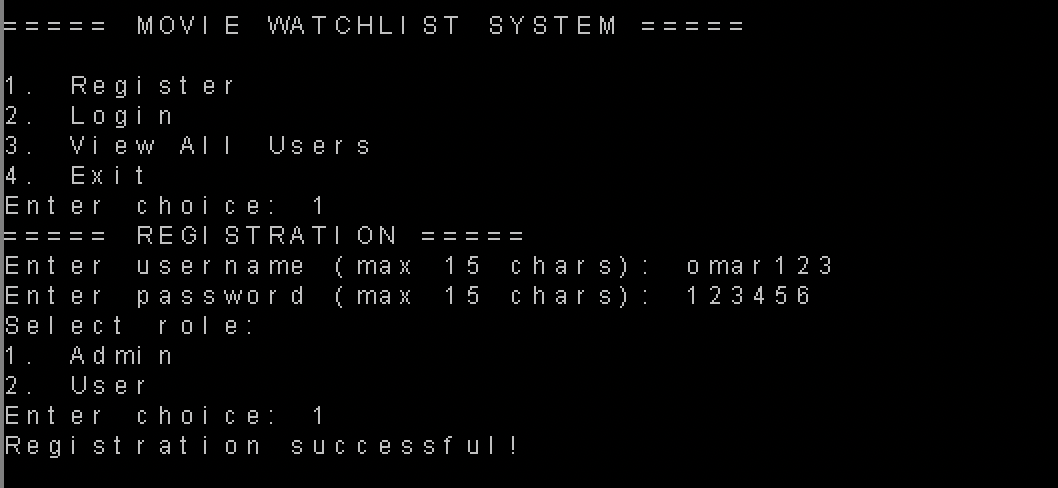 ===== MOVIE WATCHLIST SYSTEM =====
1. Register
2. Login
3. View All Users
4. Exit
Enter choice: 1
===== REGISTRATION =====
Enter username (max 15 chars): omar123
Enter password (max 15 chars): 123456
Select role:
1. Admin
2. User
Enter choice: 1
Registration successful!